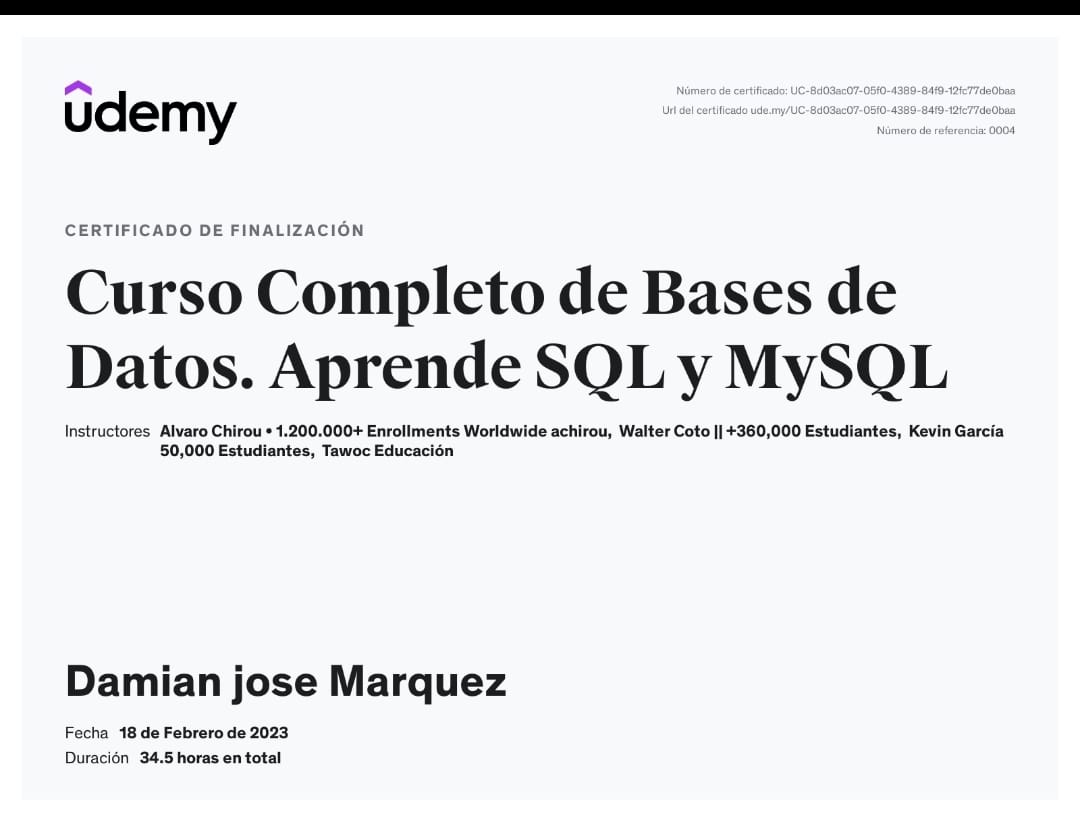 udemy
Número de certificado: UC-8d03ac07-05f0-4389-84f9-12fc77de0baa
Url del certificado ude.my/UC-8d03ac07-05f0-4389-84f9-12fc77de0baa
Número de referencia: 0004
CERTIFICADO DE FINALIZACIÓN
Curso Completo de Bases de
Datos. Aprende SQL y MySQL
Instructores Alvaro Chirou • 1.200.000+ Enrollments Worldwide achirou, Walter Coto || +360,000 Estudiantes, Kevin García
50,000 Estudiantes, Tawoc Educación
Damian jose Marquez
Fecha 18 de Febrero de 2023
Duración 34.5 horas en total